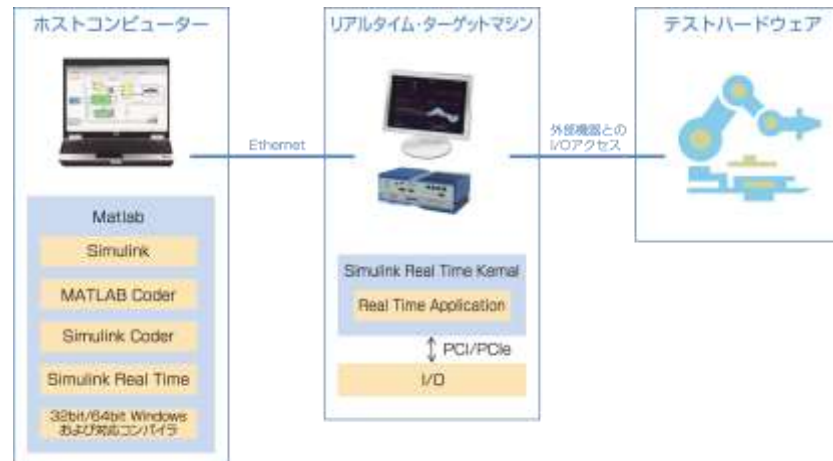 ホストコンピューター
Ethernet
Matlab
Simulink
MATLAB Coder
Simulink Coder
Simulink Real Time
32bit/64bit Windows
および対応コンパイラ
リアルタイム・ターゲットマシン
外部機器との
I/Oアクセス
Simulink Real Time Kernal
Real Time Application
PCI/PCIe
I/O
テストハードウェア